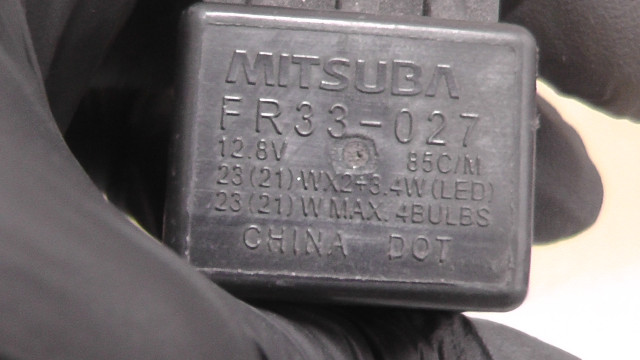 MITSUBA
FR33-027
12.8V 85C/M
23(21)WX2+3.4W(LED)
23(21)W MAX. 4BULBS
CHINA DOT